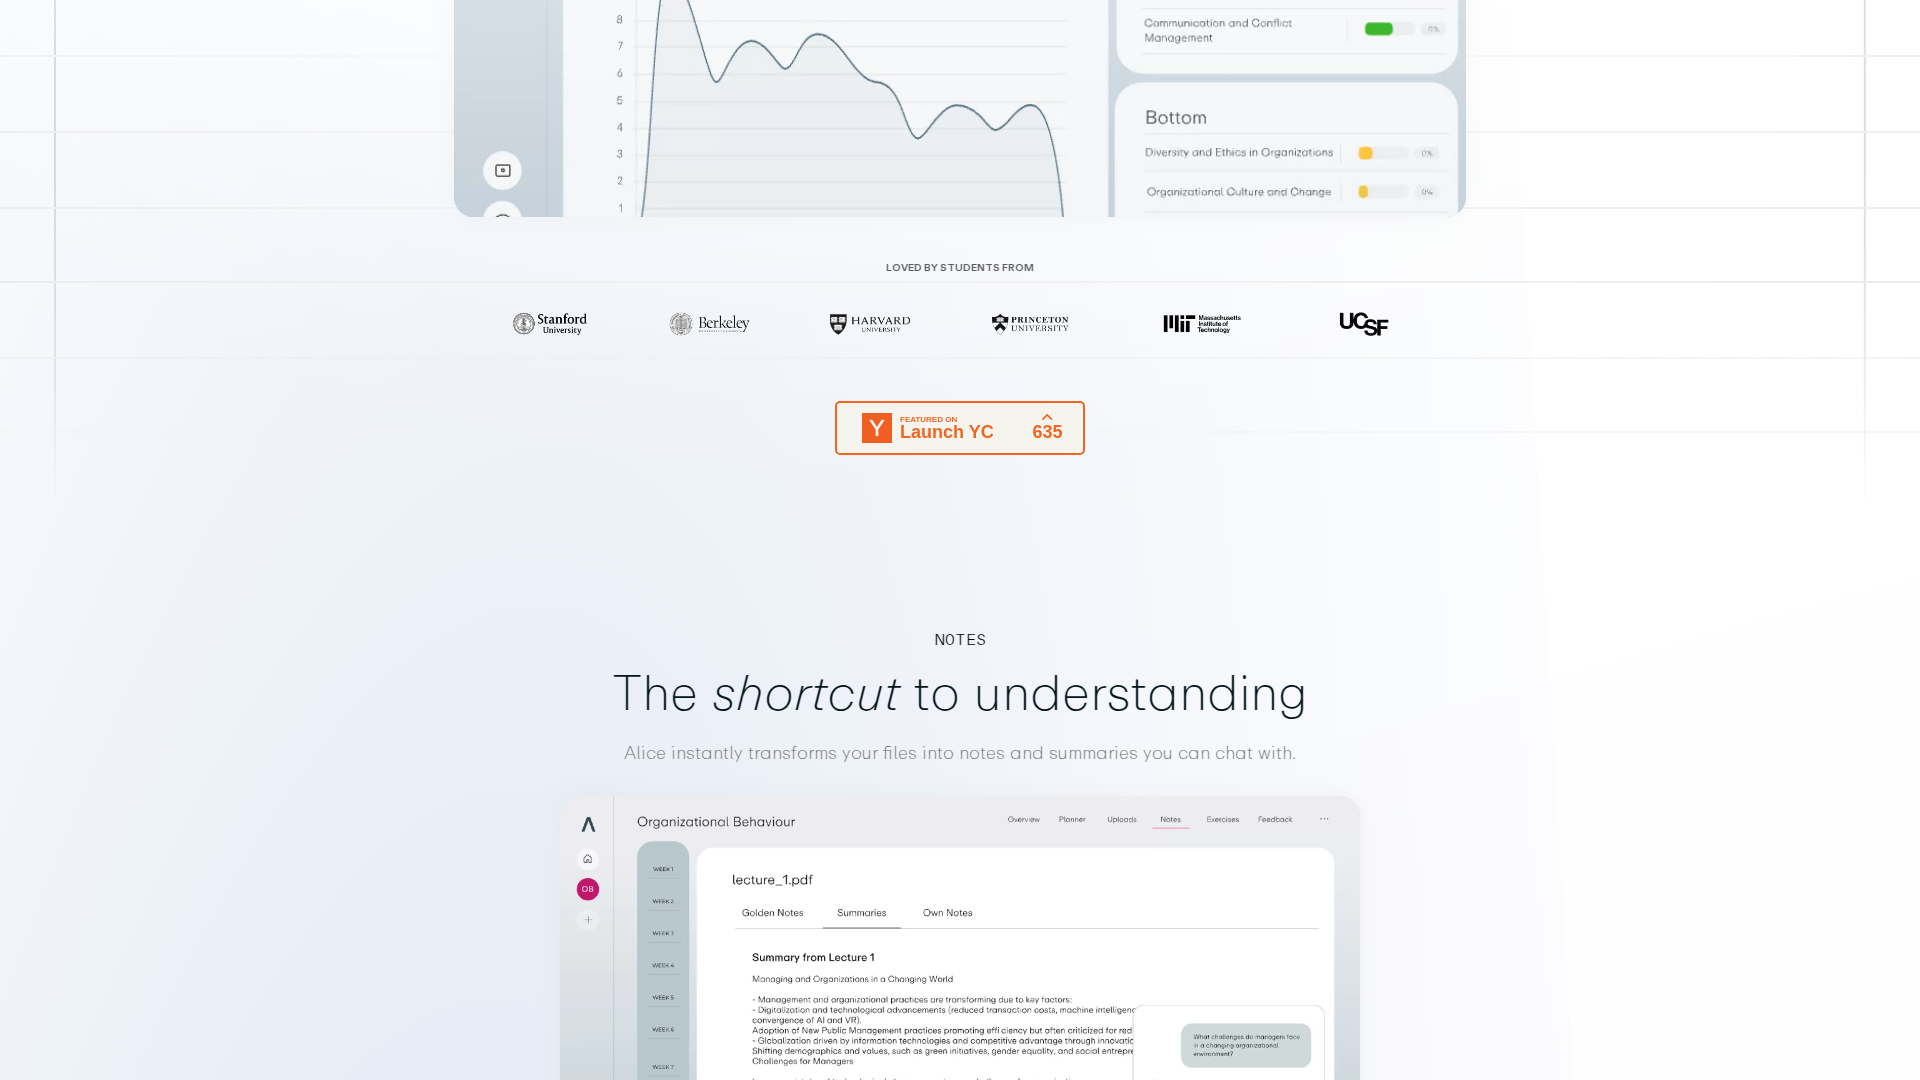 8
7
6
5
4
3
2
1
Communication and Conflict
Management
0%
Bottom
Diversity and Ethics in Organizations
0%
Organizational Culture and Change
0%
LOVED BY STUDENTS FROM
Stanford
University
Berkeley
HARVARD
UNIVERSITY
PRINCETON
UNIVERSITY
Massachusetts
Institute of
Technology
UCSF
Y
FEATURED ON
Launch YC
635
NOTES
The shortcut to understanding
Alice instantly transforms your files into notes and summaries you can chat with.
Organizational Behaviour
Overview
Planner
Uploads
Notes
Exercises
Feedback
OB
WEEK 1
WEEK 2
WEEK 3
WEEK 4
WEEK 5
WEEK 6
WEEK 7
lecture_1.pdf
Golden Notes
Summaries
Own Notes
Summary from Lecture 1
Managing and Organizations in a Changing World
- Management and organizational practices are transforming due to key factors:
- Digitalization and technological advancements (reduced transaction costs, machine intelligenc
convergence of AI and VR).
Adoption of New Public Management practices promoting effi ciency but often criticized for red
- Globalization driven by information technologies and competitive advantage through innovatio
Shifting demographics and values, such as green initiatives, gender equality, and social entrepre
Challenges for Managers
What challenges do managers face
in a changing organizational
environment?